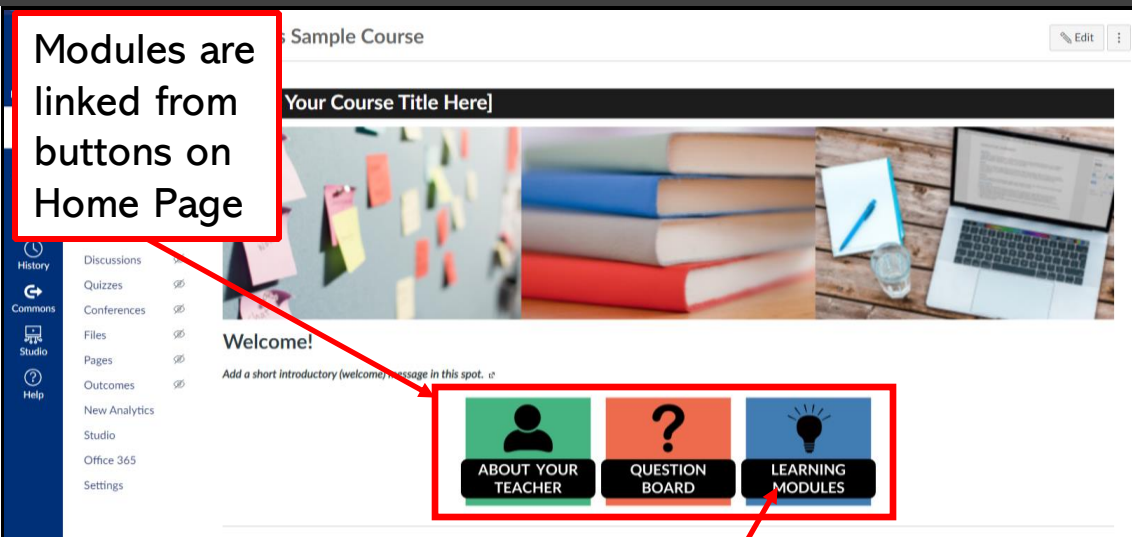 Modules are
linked from
buttons on
Home Page
s Sample Course
Edit
Your Course Title Here]
History
Commons
Studio
Help
Discussions
Quizzes
Conferences
Files
Pages
Outcomes
New Analytics
Studio
Office 365
Settings
Welcome!
Add a short introductory (welcome) message in this spot.
ABOUT YOUR
TEACHER
QUESTION
BOARD
LEARNING
MODULES